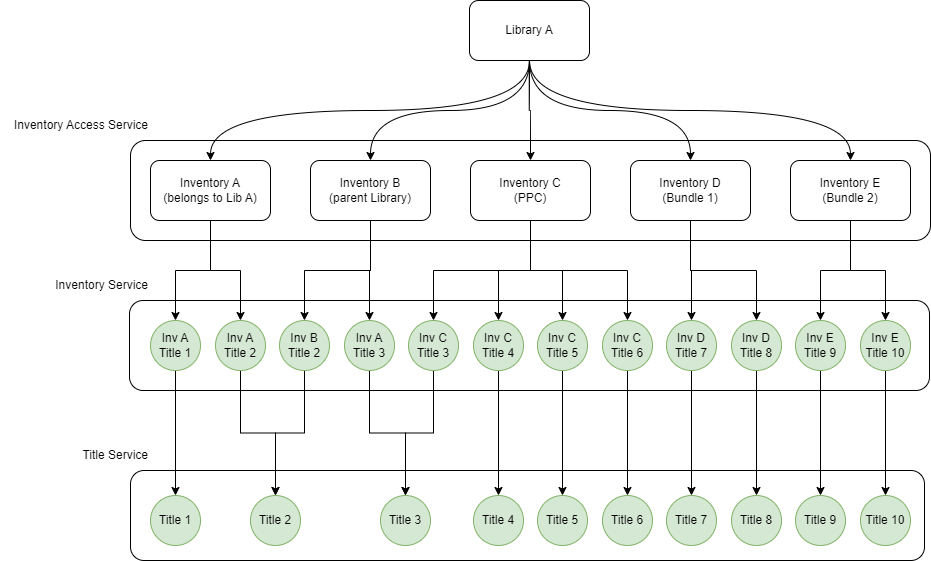 Library A
Inventory Access Service
Inventory A
(belongs to Lib A)
Inventory B
(parent Library)
Inventory C
(PPC)
Inventory D
(Bundle 1)
Inventory E
(Bundle 2)
Inventory Service
Inv A
Title 1
Inv A
Title 2
Inv B
Title 2
Inv A
Title 3
Inv C
Title 3
Inv C
Title 4
Inv C
Title 5
Inv C
Title 6
Inv D
Title 7
Inv D
Title 8
Inv E
Title 9
Inv E
Title 10
Title Service
Title 1
Title 2
Title 3
Title 4
Title 5
Title 6
Title 7
Title 8
Title 9
Title 10